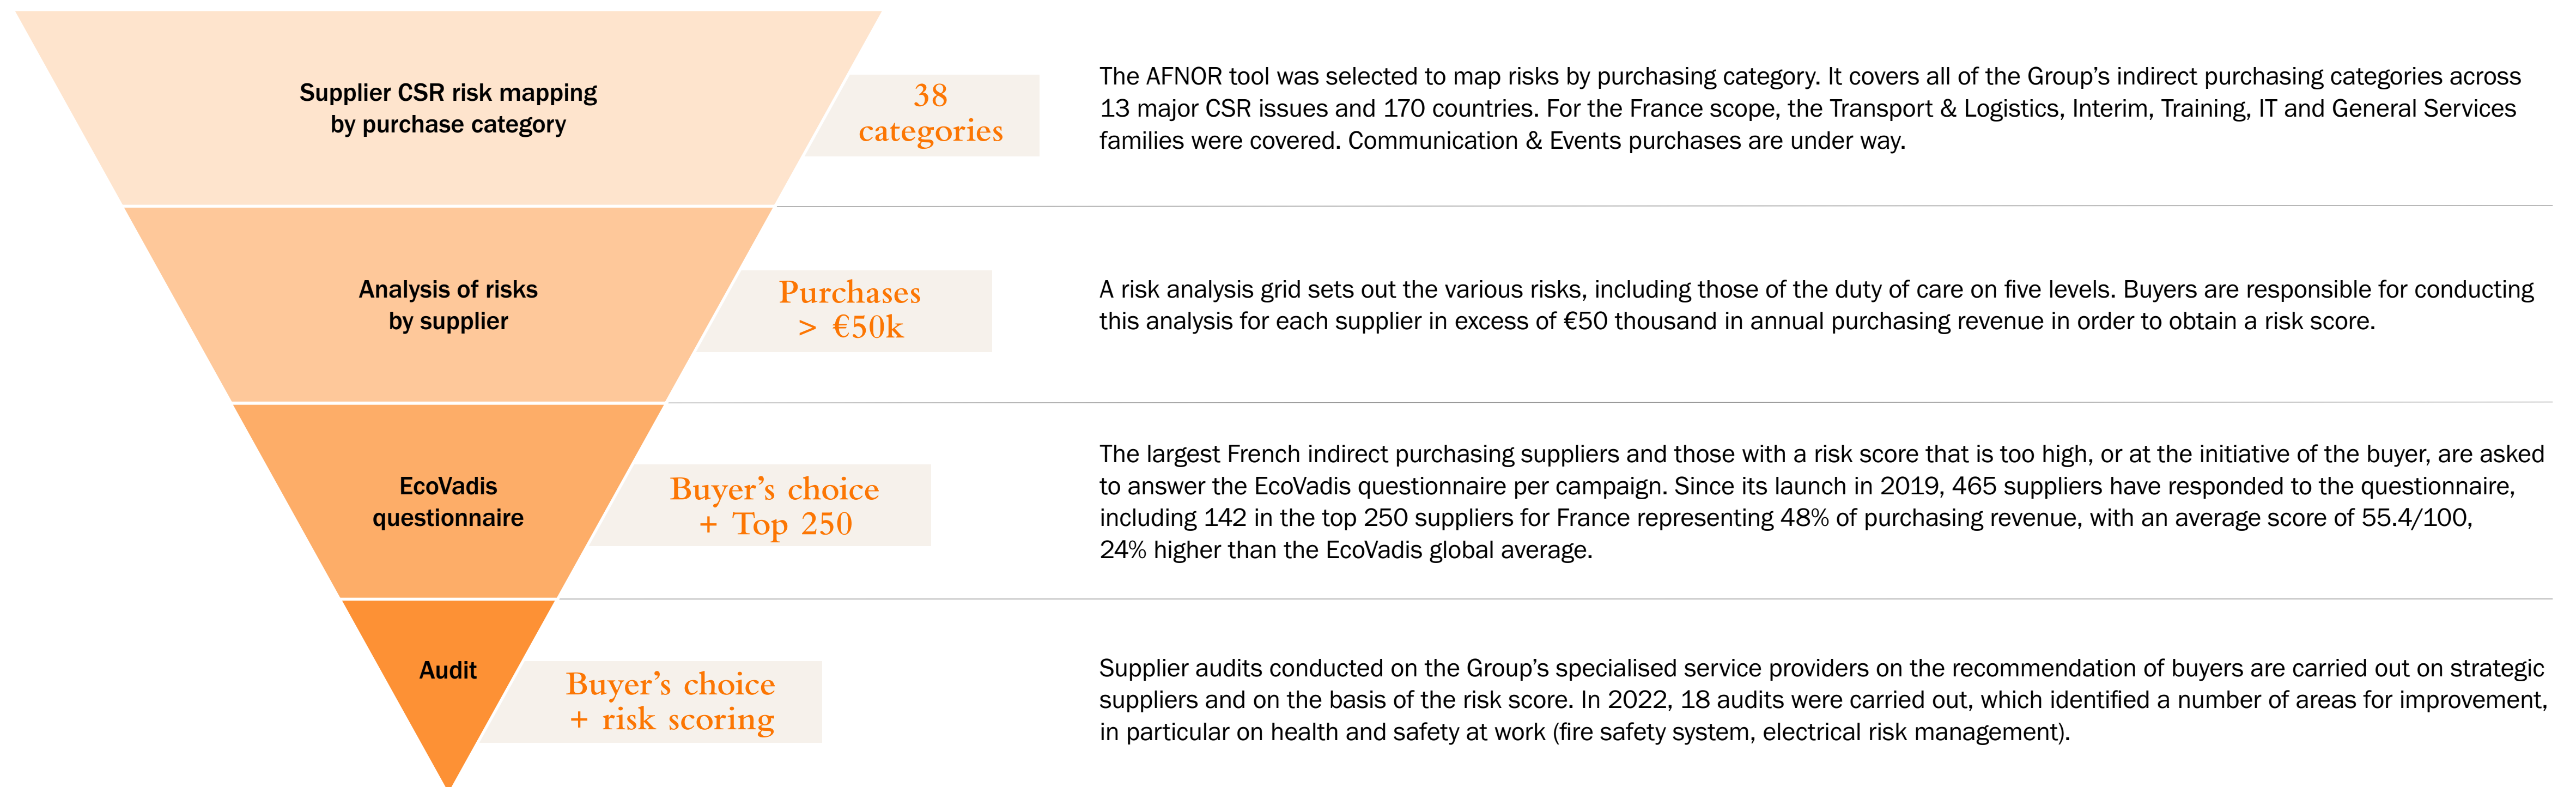 Supplier CSR risk mapping
by purchase category
38
categories
The AFNOR tool was selected to map risks by purchasing category. It covers all of the Group’s indirect purchasing categories across
13 major CSR issues and 170 countries. For the France scope, the Transport & Logistics, Interim, Training, IT and General Services
families were covered. Communication & Events purchases are under way.
Analysis of risks
by supplier
Purchases
> €50k
A risk analysis grid sets out the various risks, including those of the duty of care on five levels. Buyers are responsible for conducting
this analysis for each supplier in excess of €50 thousand in annual purchasing revenue in order to obtain a risk score.
EcoVadis
questionnaire
Buyer’s choice
+ Top 250
The largest French indirect purchasing suppliers and those with a risk score that is too high, or at the initiative of the buyer, are asked
to answer the EcoVadis questionnaire per campaign. Since its launch in 2019, 465 suppliers have responded to the questionnaire,
including 142 in the top 250 suppliers for France representing 48% of purchasing revenue, with an average score of 55.4/100,
24% higher than the EcoVadis global average.
Audit
Buyer’s choice
+ risk scoring
Supplier audits conducted on the Group’s specialised service providers on the recommendation of buyers are carried out on strategic
suppliers and on the basis of the risk score. In 2022, 18 audits were carried out, which identified a number of areas for improvement,
in particular on health and safety at work (fire safety system, electrical risk management).